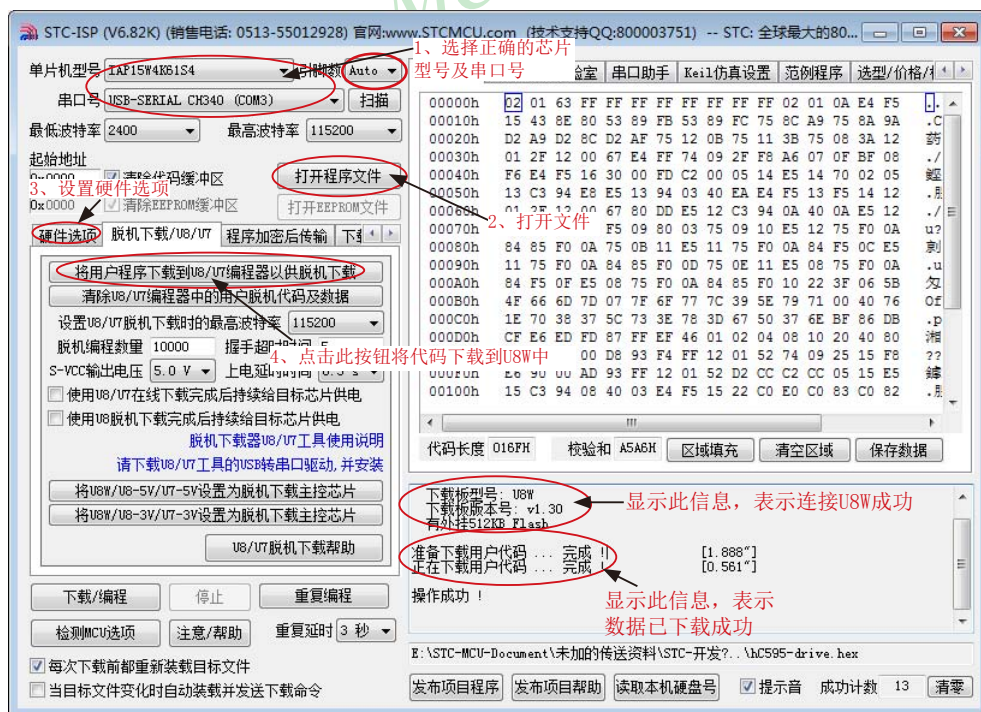 STC-ISP (V6.82K) (销售电话: 0513-55012928) 官网:www.STCMCU.com (技术支持QQ:800003751) -- STC: 全球最大的80...
1、选择正确的芯片
型号及串口号
单片机型号 IAP15W4K61S4 引脚数 Auto
串口助手 Keil仿真设置 范例程序 选型/价格/
串口号 USB-SERIAL CH340 (COM3) 扫描
最低波特率 2400 最高波特率 115200
起始地址
清除代码缓冲区 打开程序文件
3、设置硬件选项
0x0000 清除EEPROM缓冲区 打开EEPROM文件
2、打开文件
硬件选项 脱机下载/U8/U7 程序加密后传输
将用户程序下载到U8/U7编程器以供脱机下载
清除U8/U7编程器中的用户脱机代码及数据
设置U8/U7脱机下载时的最高波特率 115200
脱机编程数量 10000 握手超时时间
4、点击此按钮将代码下载到U8W中
S-VCC输出电压 5.0 V 上电延时时间 0.5 s
使用U8/U7在线下载完成后持续给目标芯片供电
使用U8脱机下载完成后持续给目标芯片供电
脱机下载器U8/U7工具使用说明
请下载U8/U7工具的USB转串口驱动,并安装
将U8W/U8-5V/U7-5V设置为脱机下载主控芯片
将U8W/U8-3V/U7-3V设置为脱机下载主控芯片
U8/U7脱机下载帮助
下载/编程 停止 重复编程
检测MCU选项 注意/帮助 重复延时 3 秒
每次下载前都重新装载目标文件
当目标文件变化时自动装载并发送下载命令
00000h 02 01 63 FF FF FF FF FF FF FF FF 02 01 0A E4 F5
00010h 15 43 8E 80 53 89 FB 53 89 FC 75 8C A9 75 8A 9A .C
00020h D2 A9 D2 8C D2 AF 75 12 0B 75 11 3B 75 08 3A 12
00030h 01 2F 12 00 67 E4 FF 74 09 2F F8 A6 07 0F BF 08 ./
00040h F6 E4 F5 16 30 00 FD C2 00 05 14 E5 14 70 02 05
00050h 13 C3 94 E8 E5 13 94 03 40 EA E4 F5 13 F5 14 12
00060h 01 2F 12 00 67 80 DD E5 12 C3 94 0A 40 0A E5 12 ./
00070h F5 09 80 03 75 09 10 E5 12 75 F0 0A u?
00080h 84 85 F0 0A 75 0B 11 E5 11 75 F0 0A 84 F5 0C E5
00090h 11 75 F0 0A 84 85 F0 0D 75 0E 11 E5 08 75 F0 0A .u
000A0h 84 F5 0F E5 08 75 F0 0A 84 85 F0 10 22 3F 06 5B
000B0h 4F 66 6D 7D 07 7F 6F 77 7C 39 5E 79 71 00 40 76 Of
000C0h 1E 70 38 37 5C 73 3E 78 3D 67 50 37 6E BF 86 DB .p
000D0h CF E6 ED FD 87 FF EF 46 01 02 04 08 10 20 40 80 湘
00 D8 93 F4 FF 12 01 52 74 09 25 15 F8 ??
000F0h E6 90 00 AD 93 FF 12 01 52 D2 CC C2 CC 05 15 E5
00100h 15 C3 94 08 40 03 E4 F5 15 22 C0 E0 C0 83 C0 82
代码长度 016FH 校验和 A5A6H 区域填充 清空区域 保存数据
下载板型号: U8W
下载板版本号: v1.30
有外挂512KB Flash
显示此信息，表示连接U8W成功
准备下载用户代码 ... 完成 ! [1.888"]
正在下载用户代码 ... 完成 ! [0.561"]
操作成功 !
显示此信息，表示
数据已下载成功
E:\STC-MCU-Document\未加的传送资料\STC-开发?..\hC595-drive.hex
发布项目程序 发布项目帮助 读取本机硬盘号 提示音 成功计数 13 清零